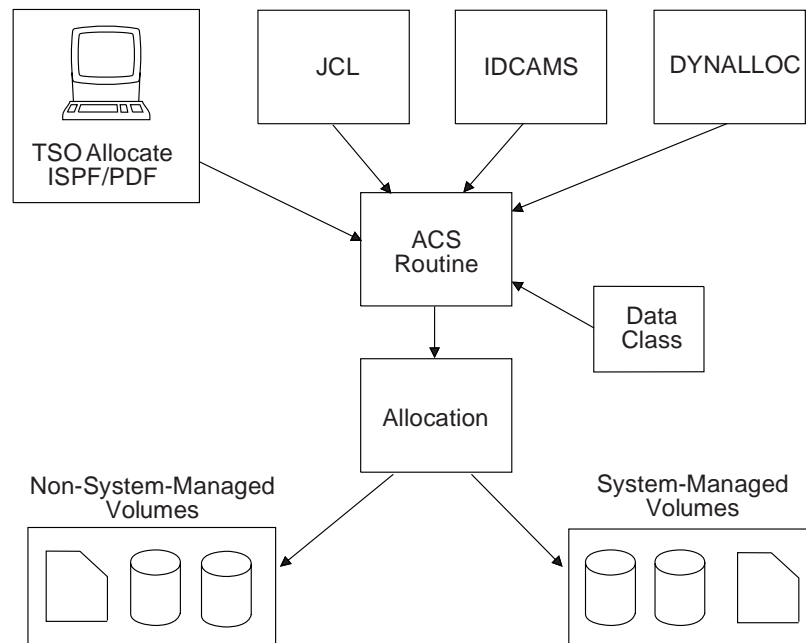 JCL
IDCAMS
DYNALLOC
TSO Allocate
ISPF/PDF
ACS
Routine
Data
Class
Allocation
Non-System-Managed
Volumes
System-Managed
Volumes